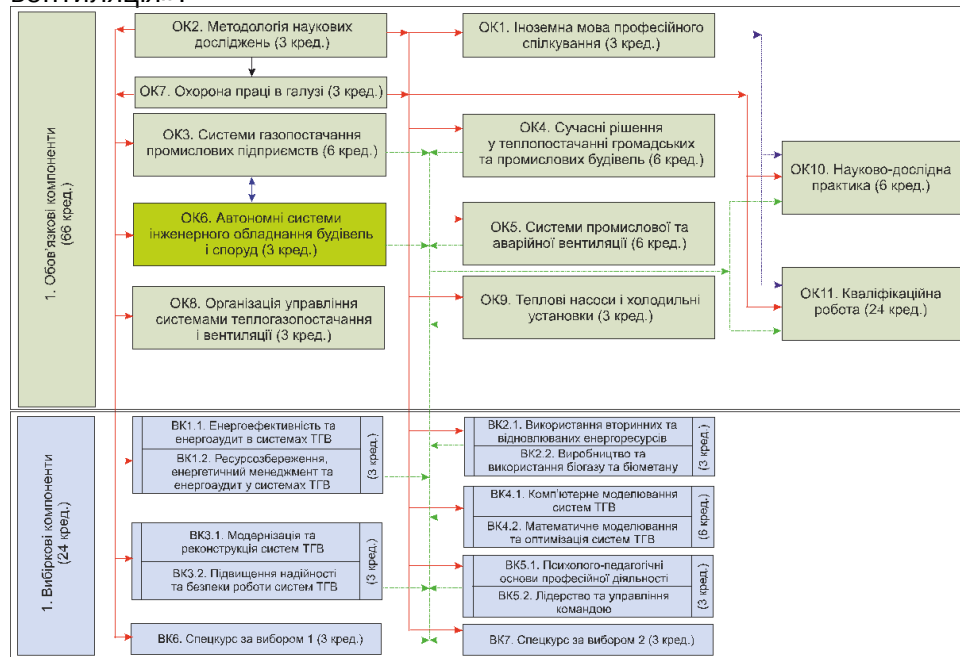 вентиляція».
1. Обов'язкові компоненти
(66 кред.)
ОК2. Методологія наукових
досліджень (3 кред.)
ОК1. Іноземна мова професійного
спілкування (3 кред.)
ОК7. Охорона праці в галузі (3 кред.)
ОК3. Системи газопостачання
промислових підприємств (6 кред.)
ОК4. Сучасні рішення
у теплопостачанні громадських
та промислових будівель (6 кред.)
ОК10. Науково-дослідна
практика (6 кред.)
ОК6. Автономні системи
інженерного обладнання будівель
і споруд (3 кред.)
ОК5. Системи промислової та
аварійної вентиляції (6 кред.)
ОК8. Організація управління
системами теплогазопостачання
і вентиляції (3 кред.)
ОК9. Теплові насоси і холодильні
установки (3 кред.)
ОК11. Кваліфікаційна
робота (24 кред.)
1. Вибіркові компоненти
(24 кред.)
ВК1.1. Енергоефективність та
енергоаудит в системах ТГВ
ВК1.2. Ресурсозбереження,
енергетичний менеджмент та
енергоаудит у системах ТГВ
(3 кред.)
ВК2.1. Використання вторинних та
відновлюваних енергоресурсів
ВК2.2. Виробництво та
використання біогазу та біометану
(3 кред.)
ВК4.1. Комп'ютерне моделювання
систем ТГВ
ВК4.2. Математичне моделювання
та оптимізація систем ТГВ
(6 кред.)
ВК3.1. Модернізація та
реконструкція систем ТГВ
ВК3.2. Підвищення надійності
та безпеки роботи систем ТГВ
(3 кред.)
ВК5.1. Психолого-педагогічні
основи професійної діяльності
ВК5.2. Лідерство та управління
командою
(3 кред.)
ВК6. Спецкурс за вибором 1 (3 кред.)
ВК7. Спецкурс за вибором 2 (3 кред.)